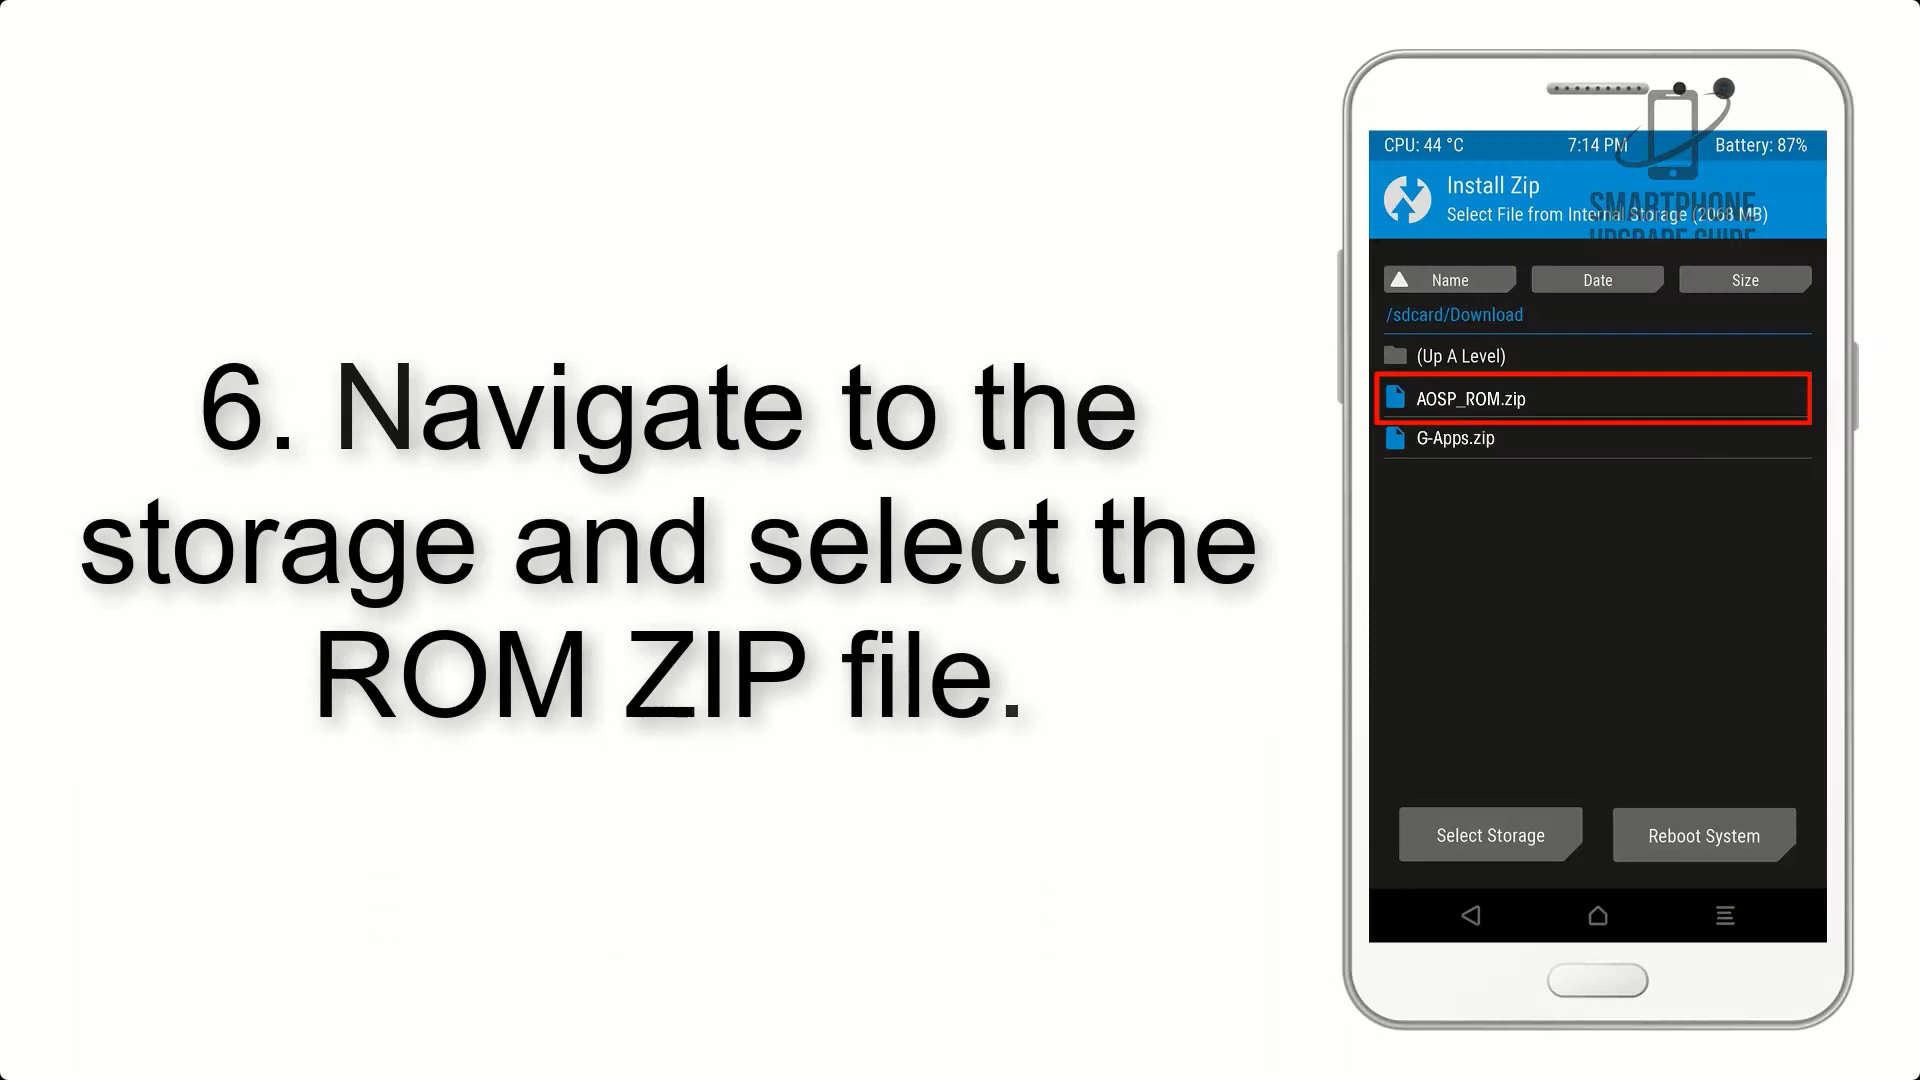 6. Navigate to the
storage and select the
ROM ZIP file.
CPU: 44 °C 7:14 PM Battery: 87%
Install Zip
Select File from Internal Storage (2068 MB)
SMARTPHONE
UPGRADE GUIDE
Name Date Size
/sdcard/Download
(Up A Level)
AOSP_ROM.zip
G-Apps.zip
Select Storage Reboot System